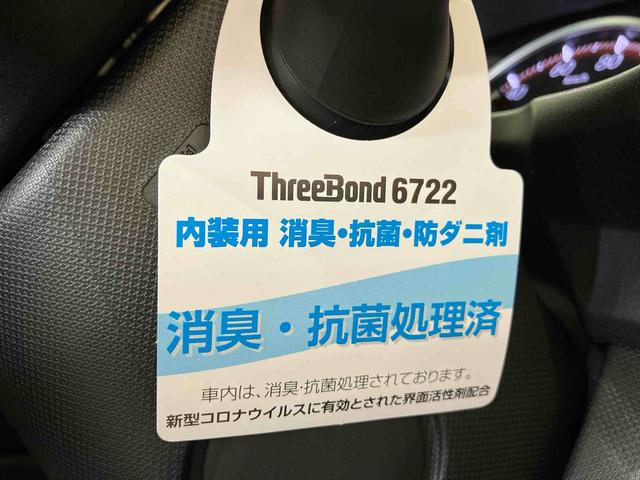 ThreeBond 6722
内装用 消臭・抗菌・防ダニ剤
消臭・抗菌処理済
車内は、消臭・抗菌処理されております。
新型コロナウイルスに有効とされた界面活性剤配合